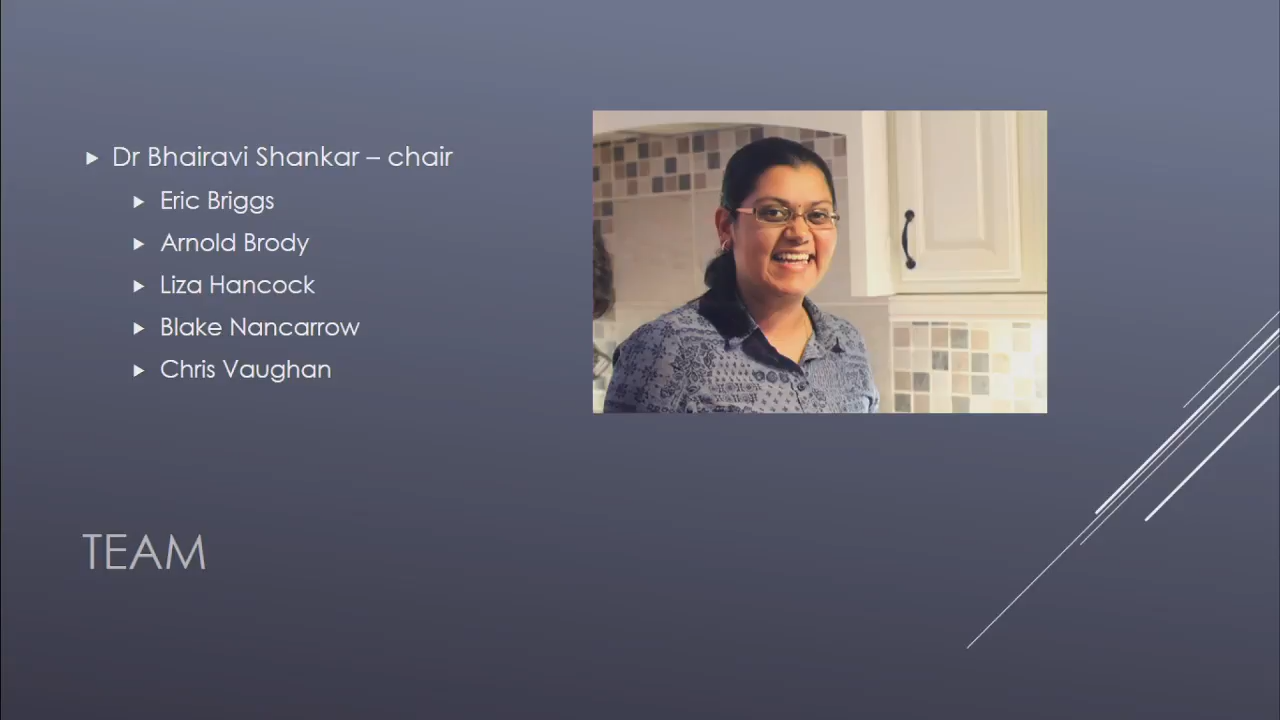 Dr Bhairavi Shankar – chair
Eric Briggs
Arnold Brody
Liza Hancock
Blake Nancarrow
Chris Vaughan
TEAM